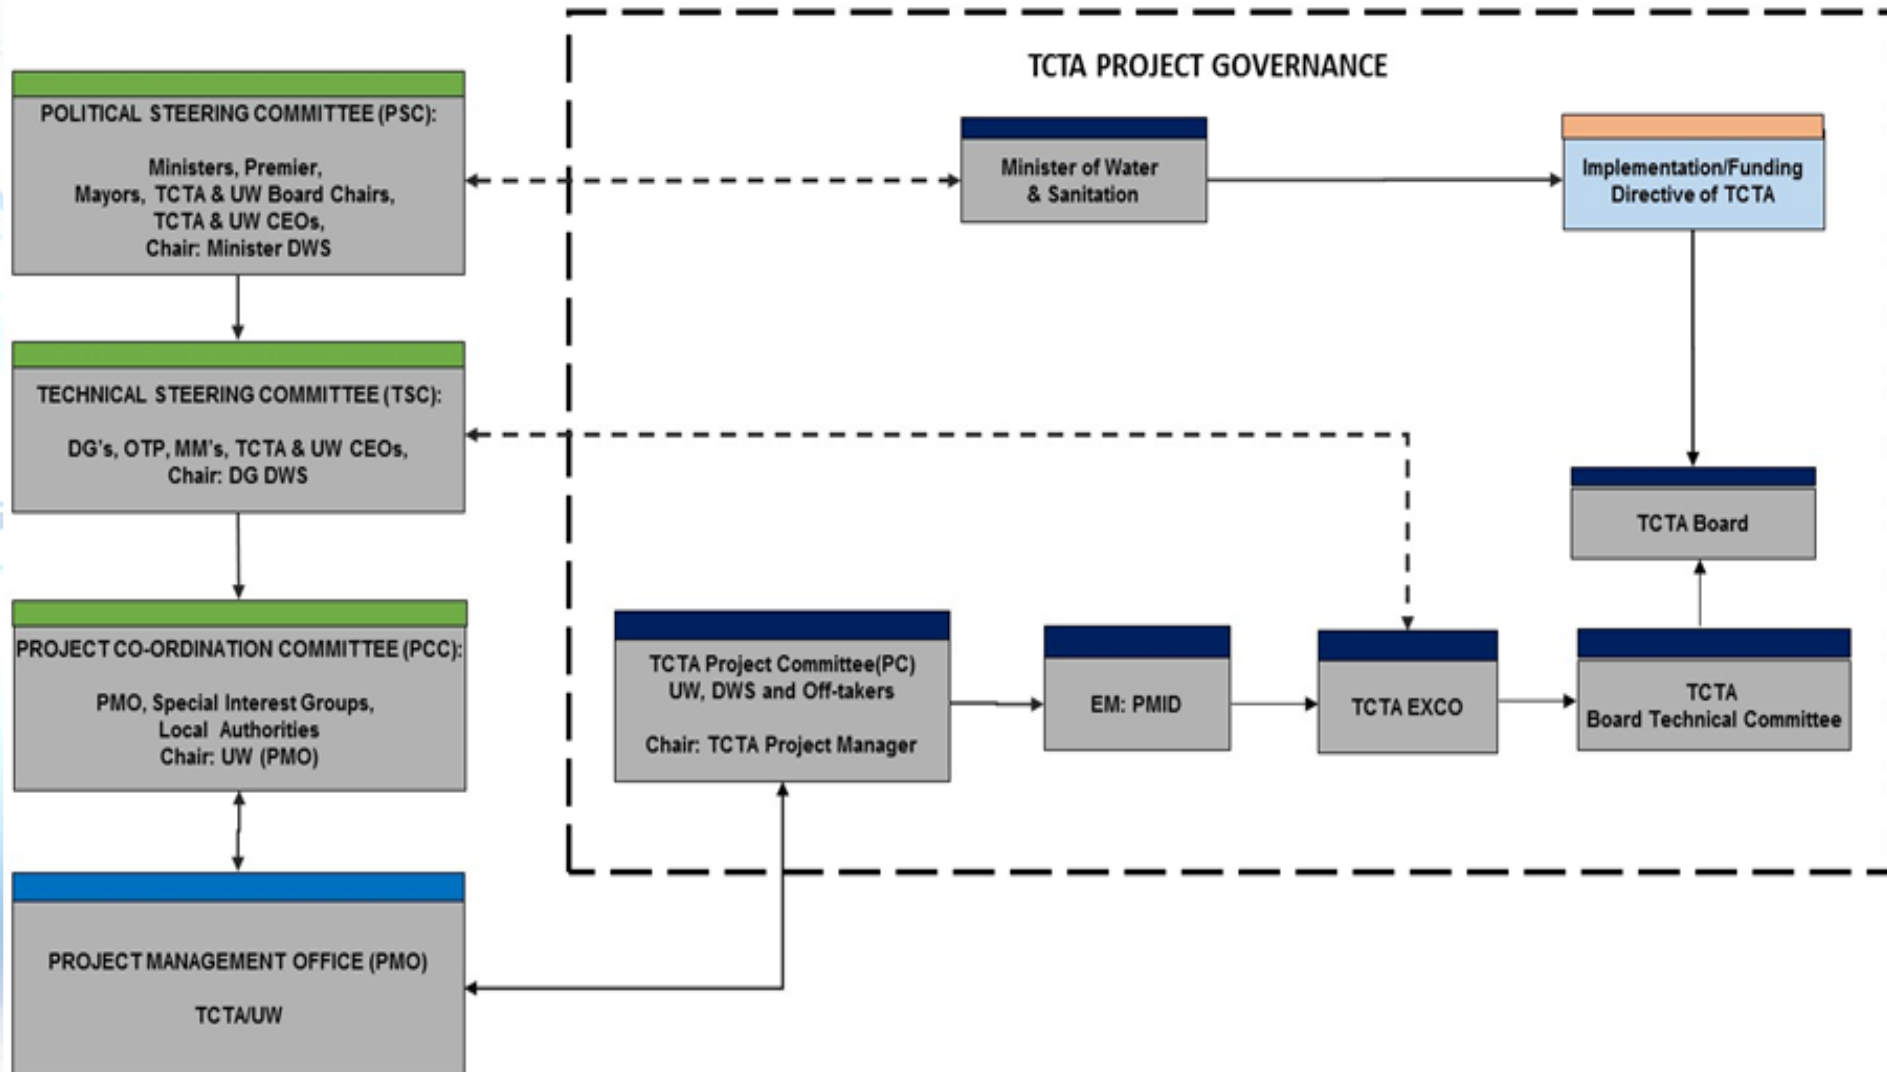 TCTA PROJECT GOVERNANCE
POLITICAL STEERING COMMITTEE (PSC):
Ministers, Premier,
Mayors, TCTA & UW Board Chairs,
TCTA & UW CEOs,
Chair: Minister DWS
Minister of Water
& Sanitation
Implementation/Funding
Directive of TCTA
TECHNICAL STEERING COMMITTEE (TSC):
DG's, OTP, MM's, TCTA & UW CEOs,
Chair: DG DWS
TCTA Board
PROJECT CO-ORDINATION COMMITTEE (PCC):
PMO, Special Interest Groups,
Local Authorities
Chair: UW (PMO)
TCTA Project Committee(PC)
UW, DWS and Off-takers
Chair: TCTA Project Manager
EM: PMID
TCTA EXCO
TCTA
Board Technical Committee
PROJECT MANAGEMENT OFFICE (PMO)
TCTA/UW